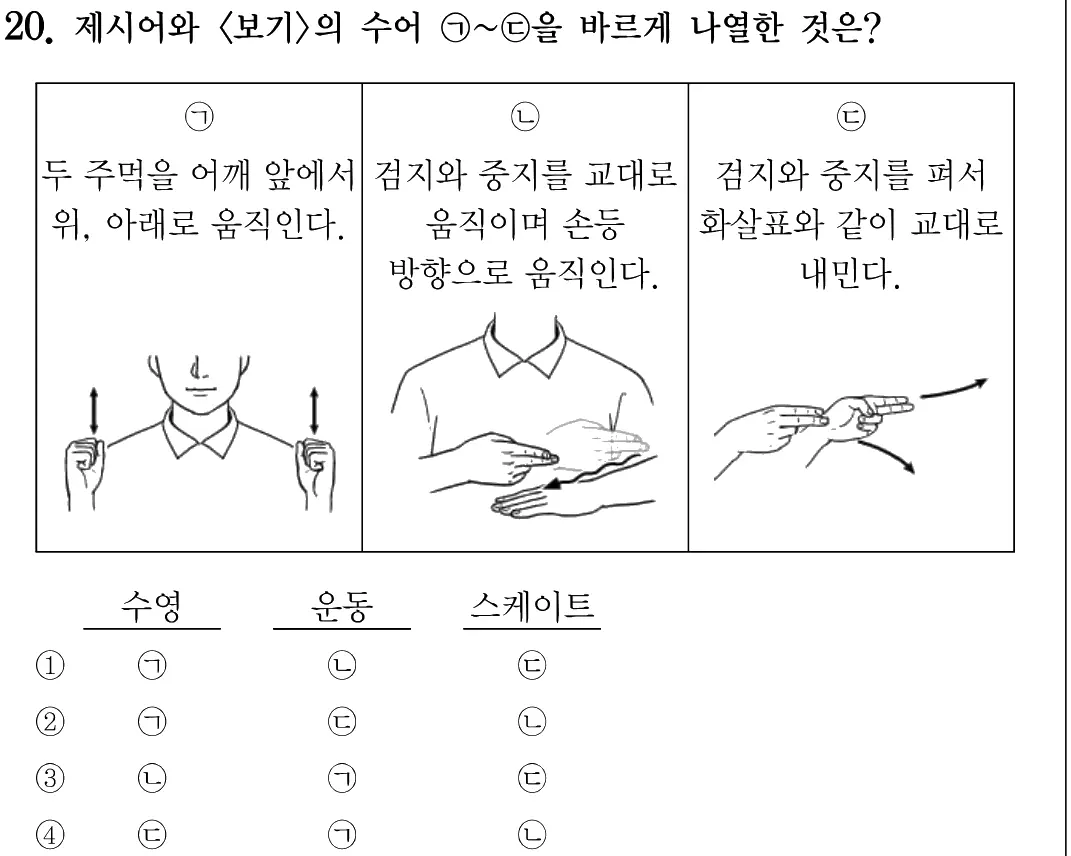 20. 제시어와 〈보기〉의 수어 ㉠~㉢을 바르게 나열한 것은?
㉠
두 주먹을 어깨 앞에서
위, 아래로 움직인다.
㉡
검지와 중지를 교대로
움직이며 손등
방향으로 움직인다.
㉢
검지와 중지를 펴서
화살표와 같이 교대로
내민다.
수영 운동 스케이트
① ㉠ ㉡ ㉢
② ㉠ ㉢ ㉡
③ ㉡ ㉠ ㉢
④ ㉢ ㉠ ㉡